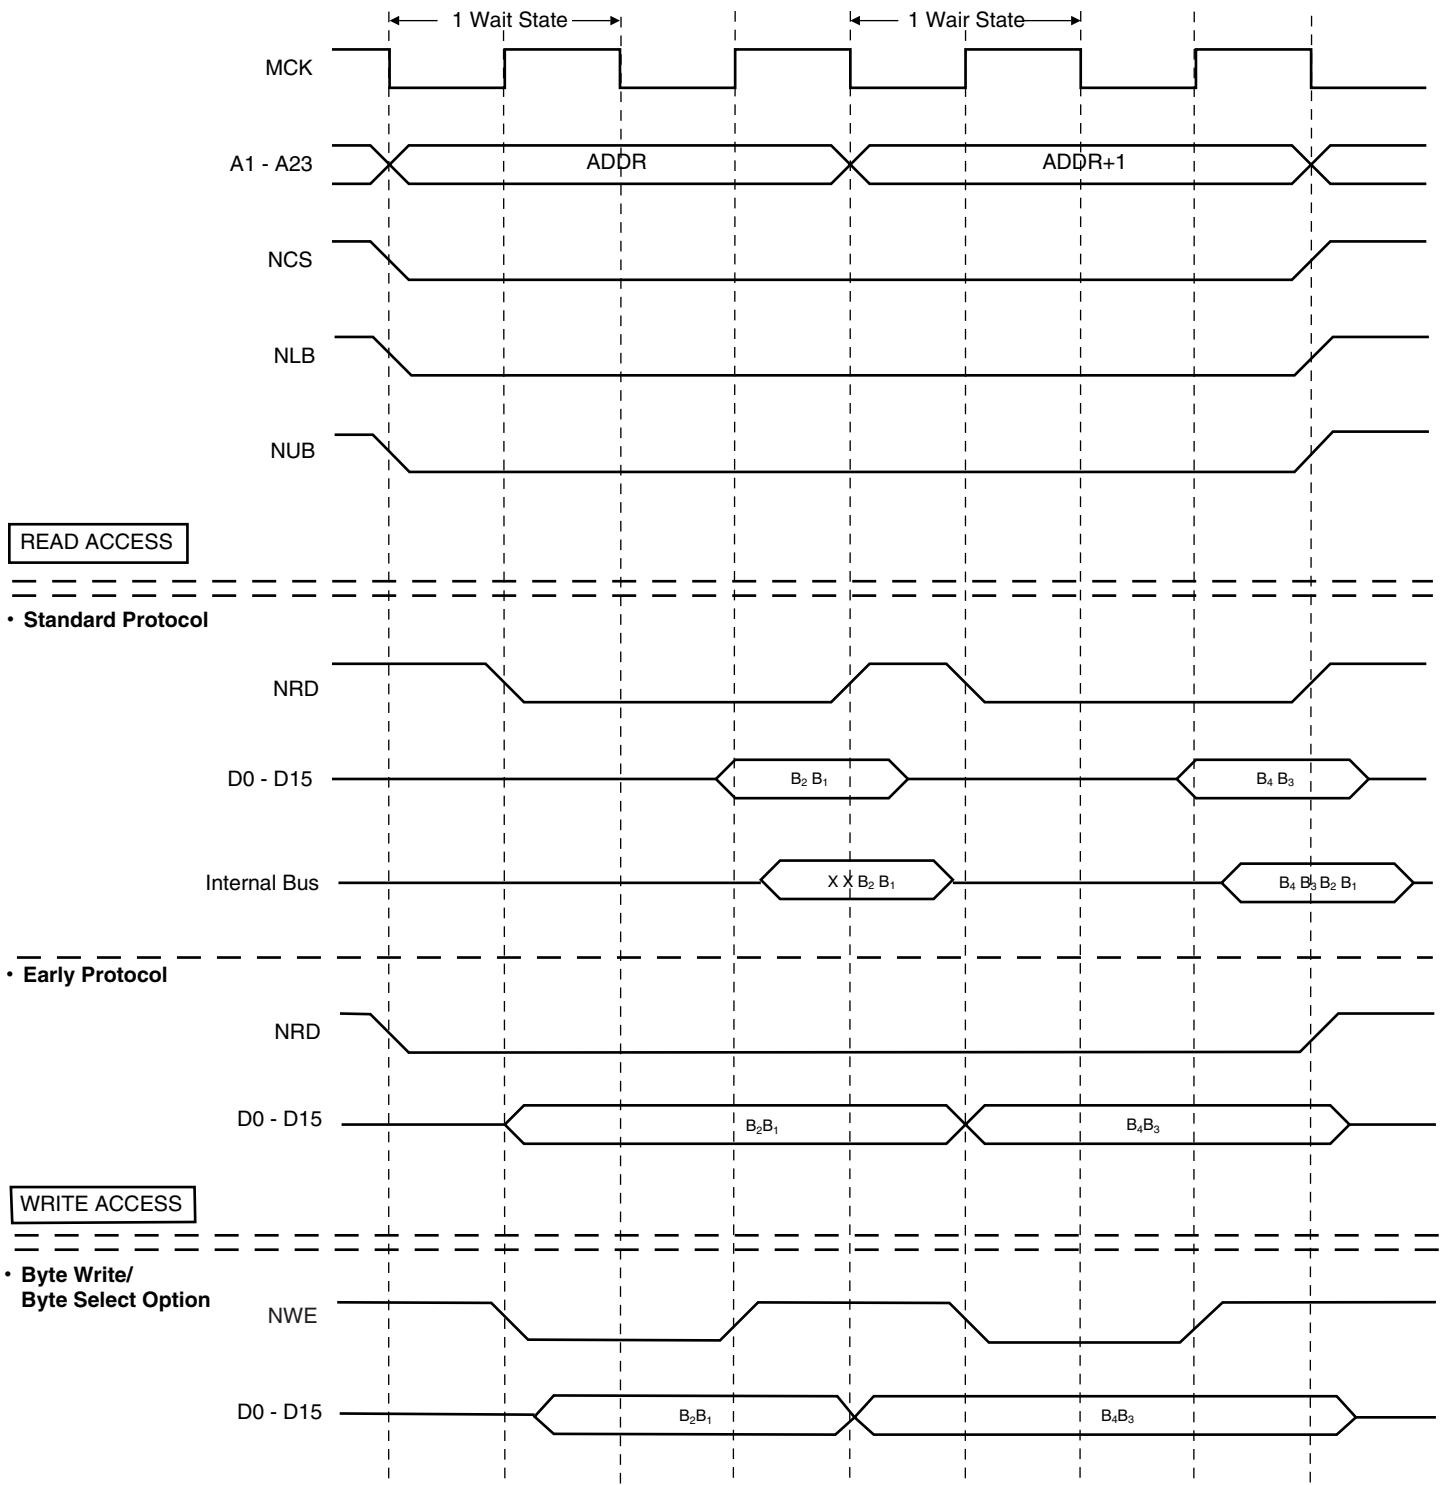 1 Wait State 1 Wair State
MCK
A1 - A23 ADDR ADDR+1
NCS
NLB
NUB
READ ACCESS
• Standard Protocol
NRD
D0 - D15 B₂ B₁ B₄ B₃
Internal Bus X X B₂ B₁ B₄ B₃ B₂ B₁
• Early Protocol
NRD
D0 - D15 B₂B₁ B₄B₃
WRITE ACCESS
• Byte Write/
Byte Select Option
NWE
D0 - D15 B₂B₁ B₄B₃